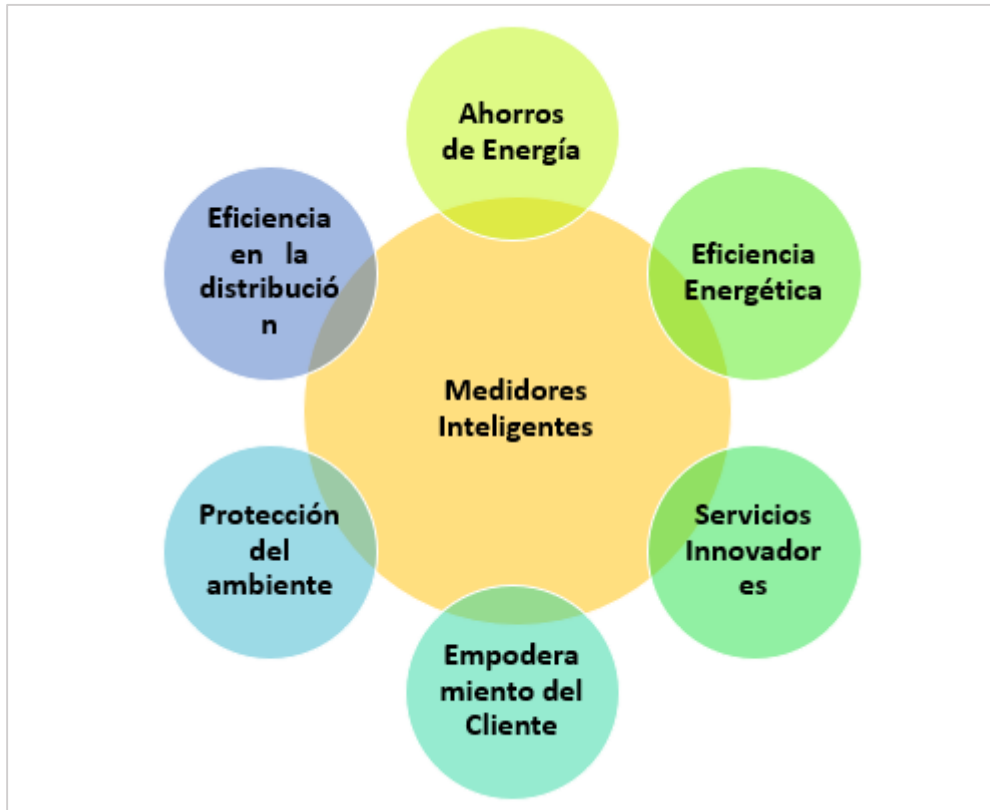 Ahorros
de Energía
Eficiencia
en la
distribució
n
Eficiencia
Energética
Medidores
Inteligentes
Protección
del
ambiente
Servicios
Innovador
es
Empodera
miento del
Cliente